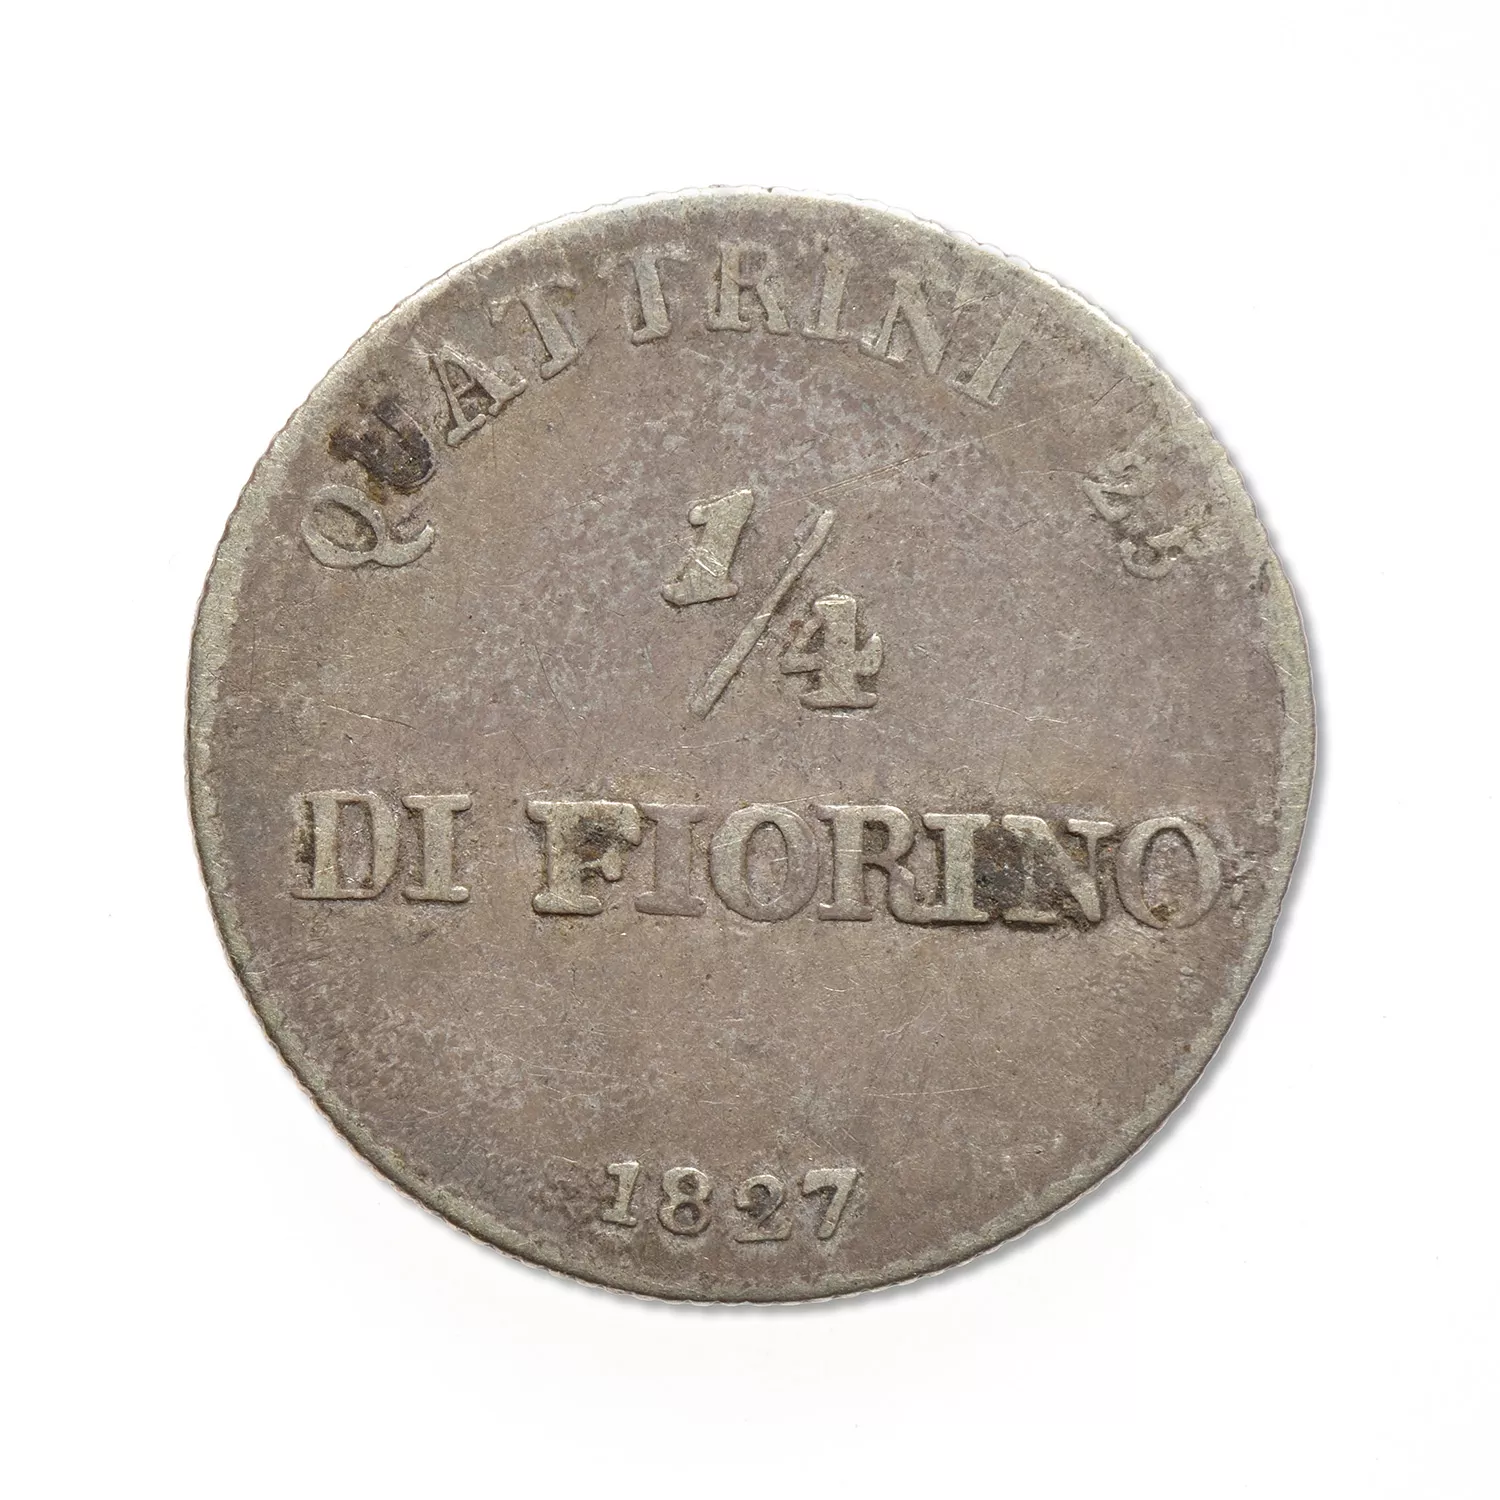 QUATTRINI 25
1/4
DI FIORINO
1827